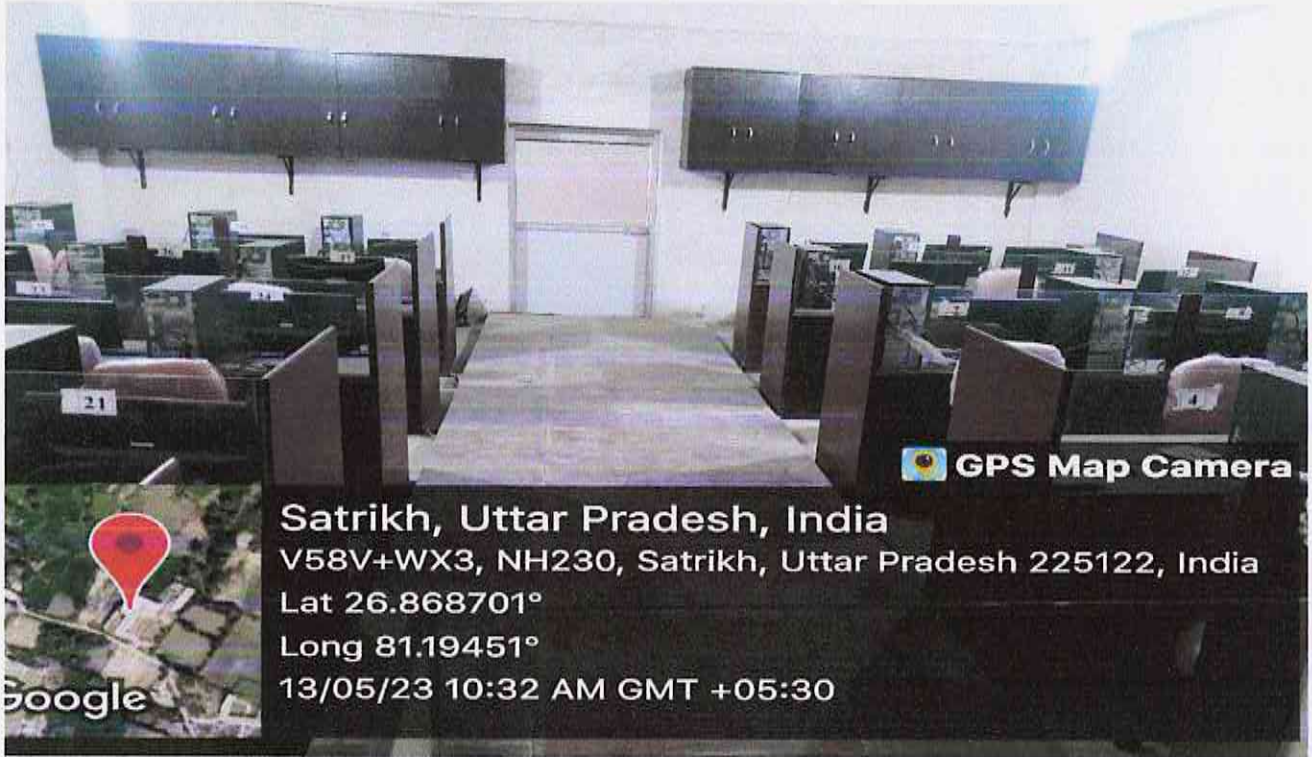 21
4
GPS Map Camera
Satrikh, Uttar Pradesh, India
V58V+WX3, NH230, Satrikh, Uttar Pradesh 225122, India
Lat 26.868701°
Long 81.19451°
13/05/23 10:32 AM GMT +05:30
Google